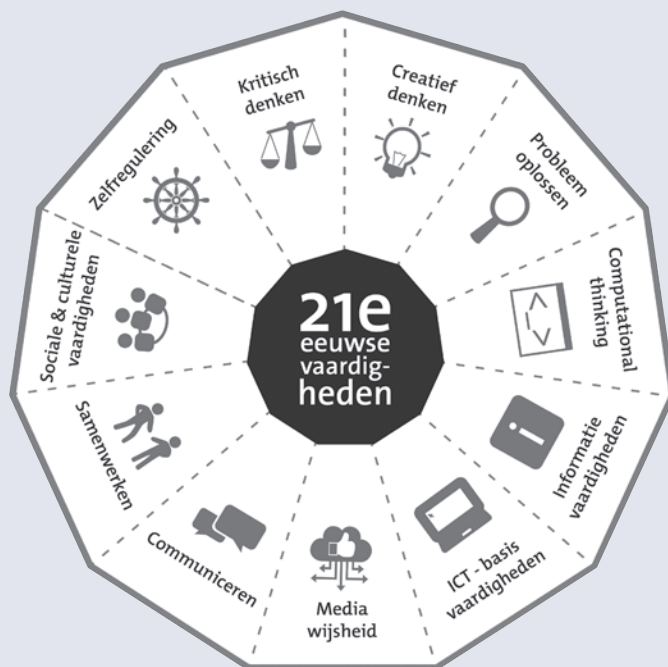 21e
eeuwse
vaardig-
heden
Kritisch
denken
Creatief
denken
Probleem
oplossen
Computational
thinking
Informatie
vaardigheden
ICT - basis
vaardigheden
Media
wijsheid
Communiceren
Samenwerken
Sociale & culturele
vaardigheden
Zelfregulering